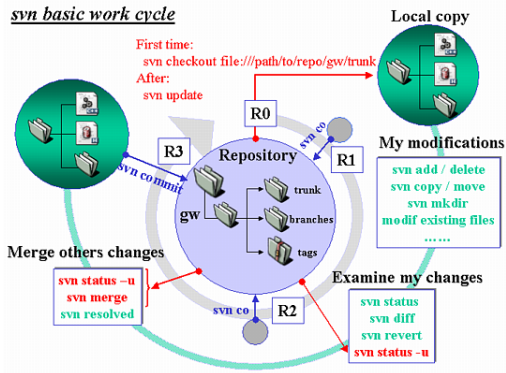 svn basic work cycle
Local copy
First time:
svn checkout file:///path/to/repo/gw/trunk
After:
svn update
R0
svn co
R1
R3
svn commit
Repository
gw
trunk
branches
tags
My modifications
svn add / delete
svn copy / move
svn mkdir
modif existing files
......
Merge others changes
svn status –u
svn merge
svn resolved
svn co
R2
Examine my changes
svn status
svn diff
svn revert
svn status -u